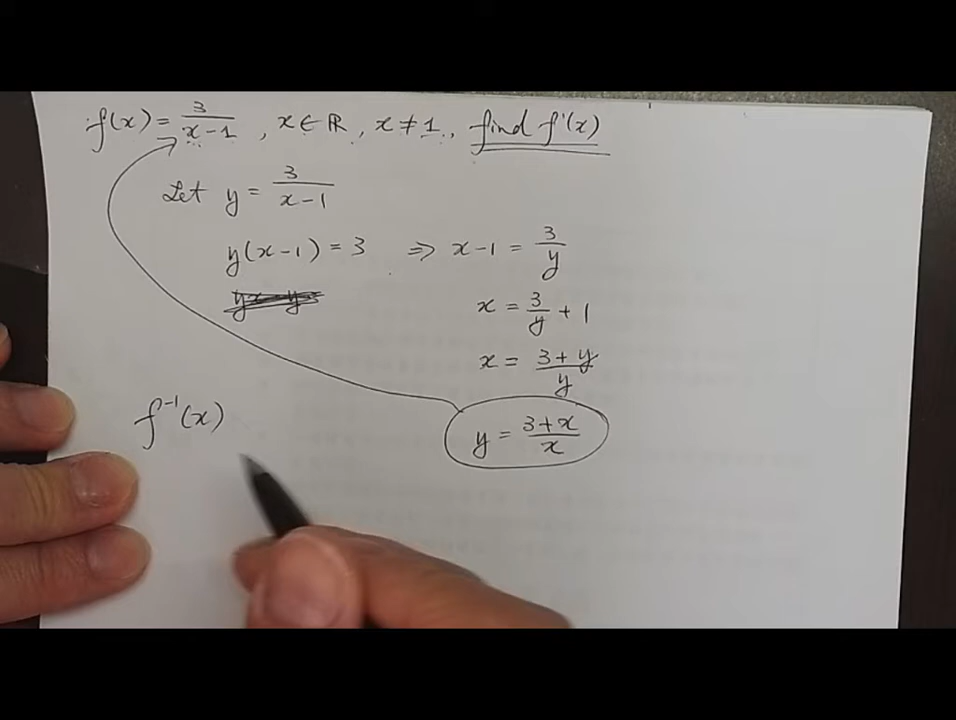 f(x) = 3/(x-1) , x ∈ ℝ , x ≠ 1 , find f⁻¹(x)
Let y = 3/(x-1)
y(x-1) = 3 ⇒ x-1 = 3/y
x = 3/y + 1
x = (3+y)/y
y = (3+x)/x
f⁻¹(x)